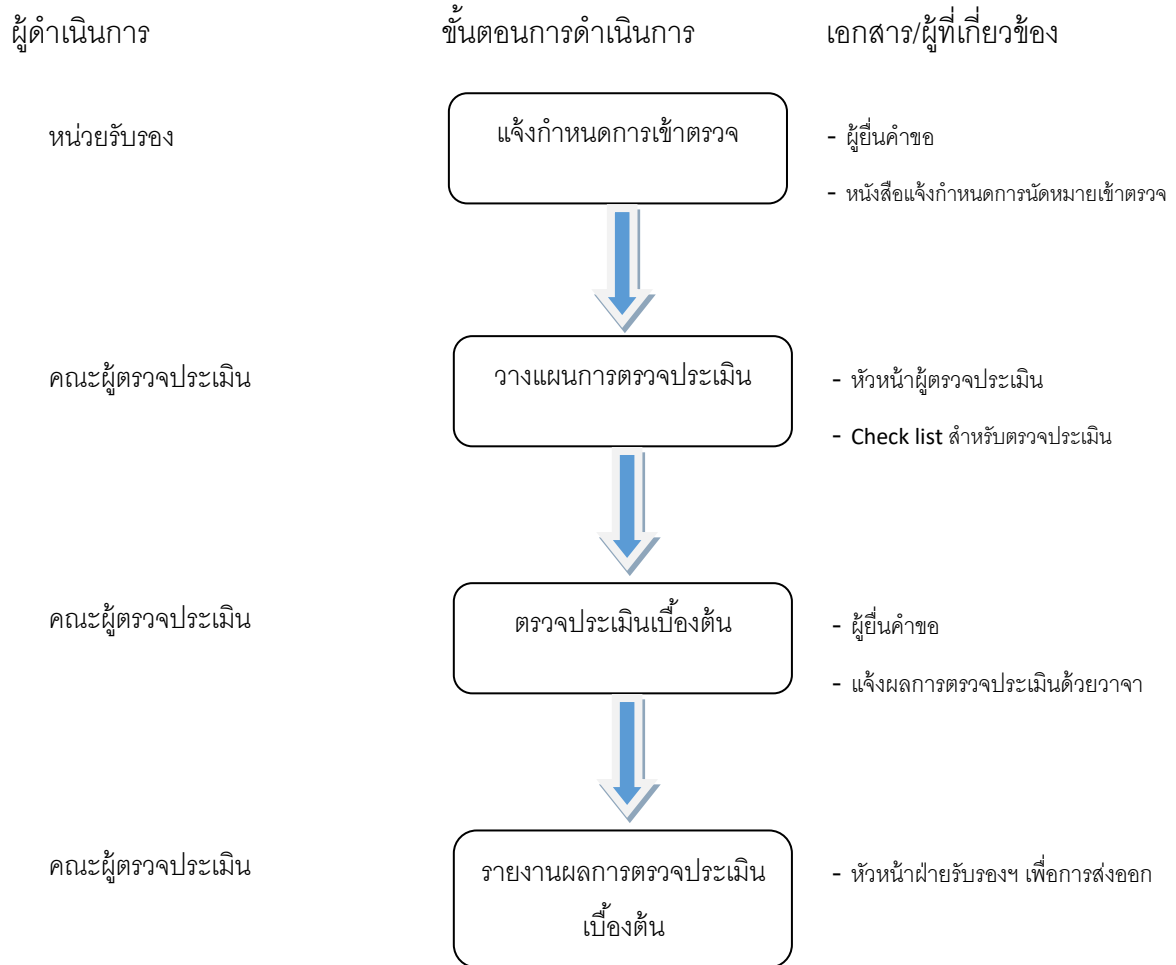 ผู้ดำเนินการ ขั้นตอนการดำเนินการ เอกสาร/ผู้ที่เกี่ยวข้อง
หน่วยรับรอง
แจ้งกำหนดการเข้าตรวจ
- ผู้ยื่นคำขอ
- หนังสือแจ้งกำหนดการนัดหมายเข้าตรวจ
คณะผู้ตรวจประเมิน
วางแผนการตรวจประเมิน
- หัวหน้าผู้ตรวจประเมิน
- Check list สำหรับตรวจประเมิน
คณะผู้ตรวจประเมิน
ตรวจประเมินเบื้องต้น
- ผู้ยื่นคำขอ
- แจ้งผลการตรวจประเมินด้วยวาจา
คณะผู้ตรวจประเมิน
รายงานผลการตรวจประเมิน
เบื้องต้น
- หัวหน้าฝ่ายรับรองฯ เพื่อการส่งออก